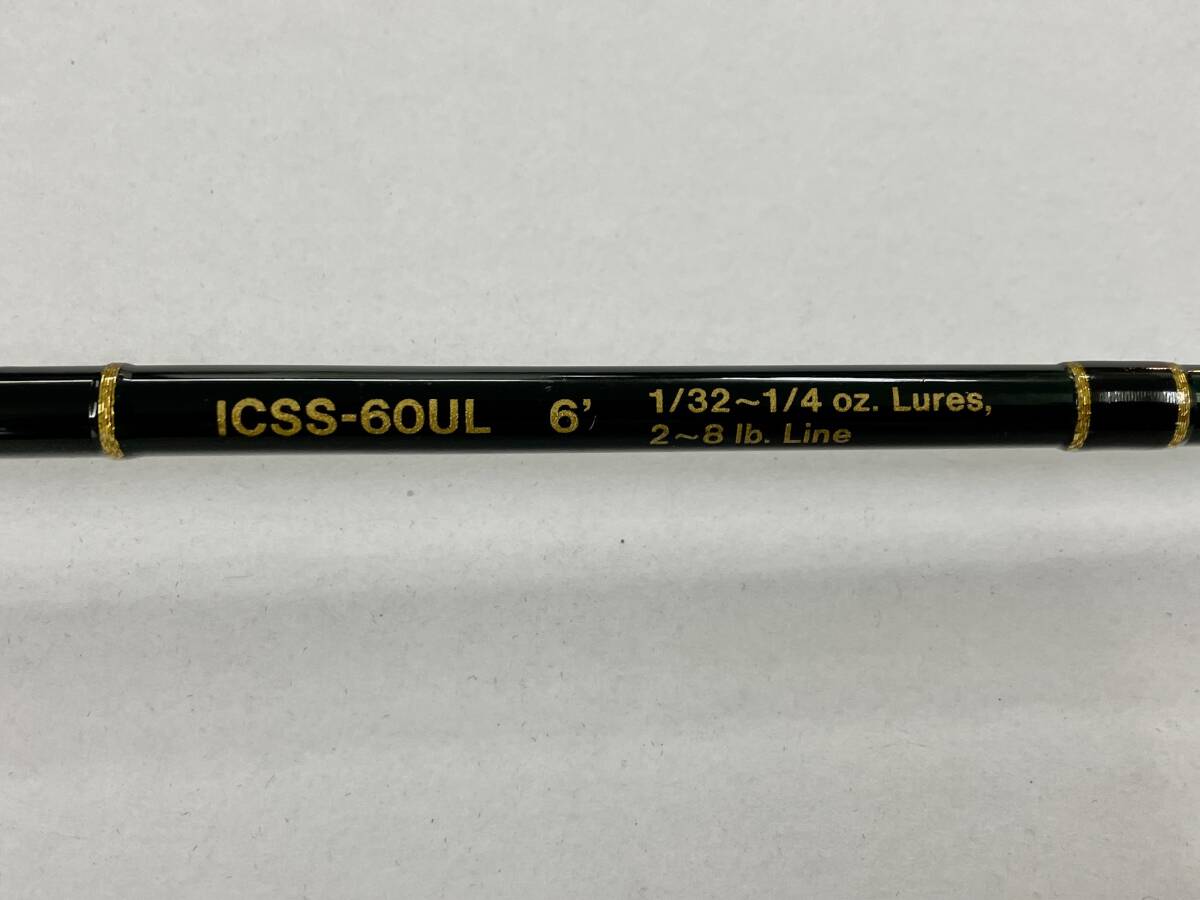 ICSS-60UL 6' 1/32~1/4 oz. Lures,
2~8 lb. Line